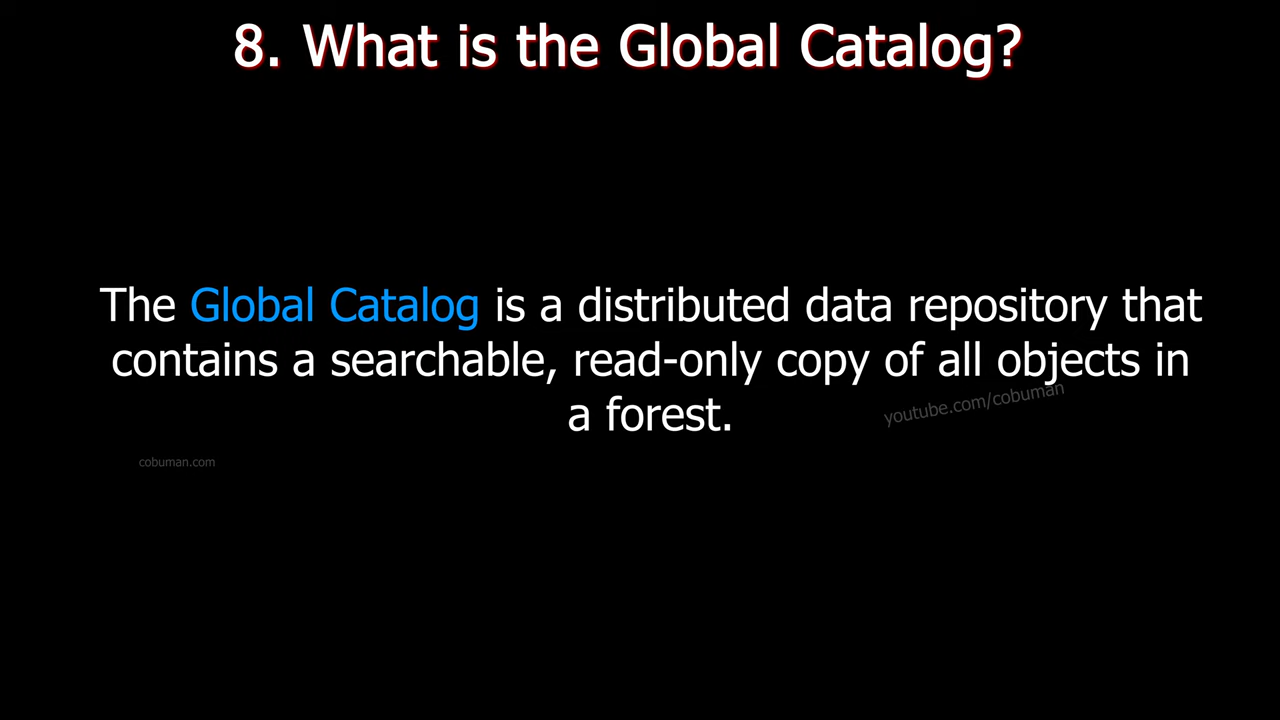 8. What is the Global Catalog?
The Global Catalog is a distributed data repository that
contains a searchable, read-only copy of all objects in
a forest.
youtube.com/cobuman
cobuman.com